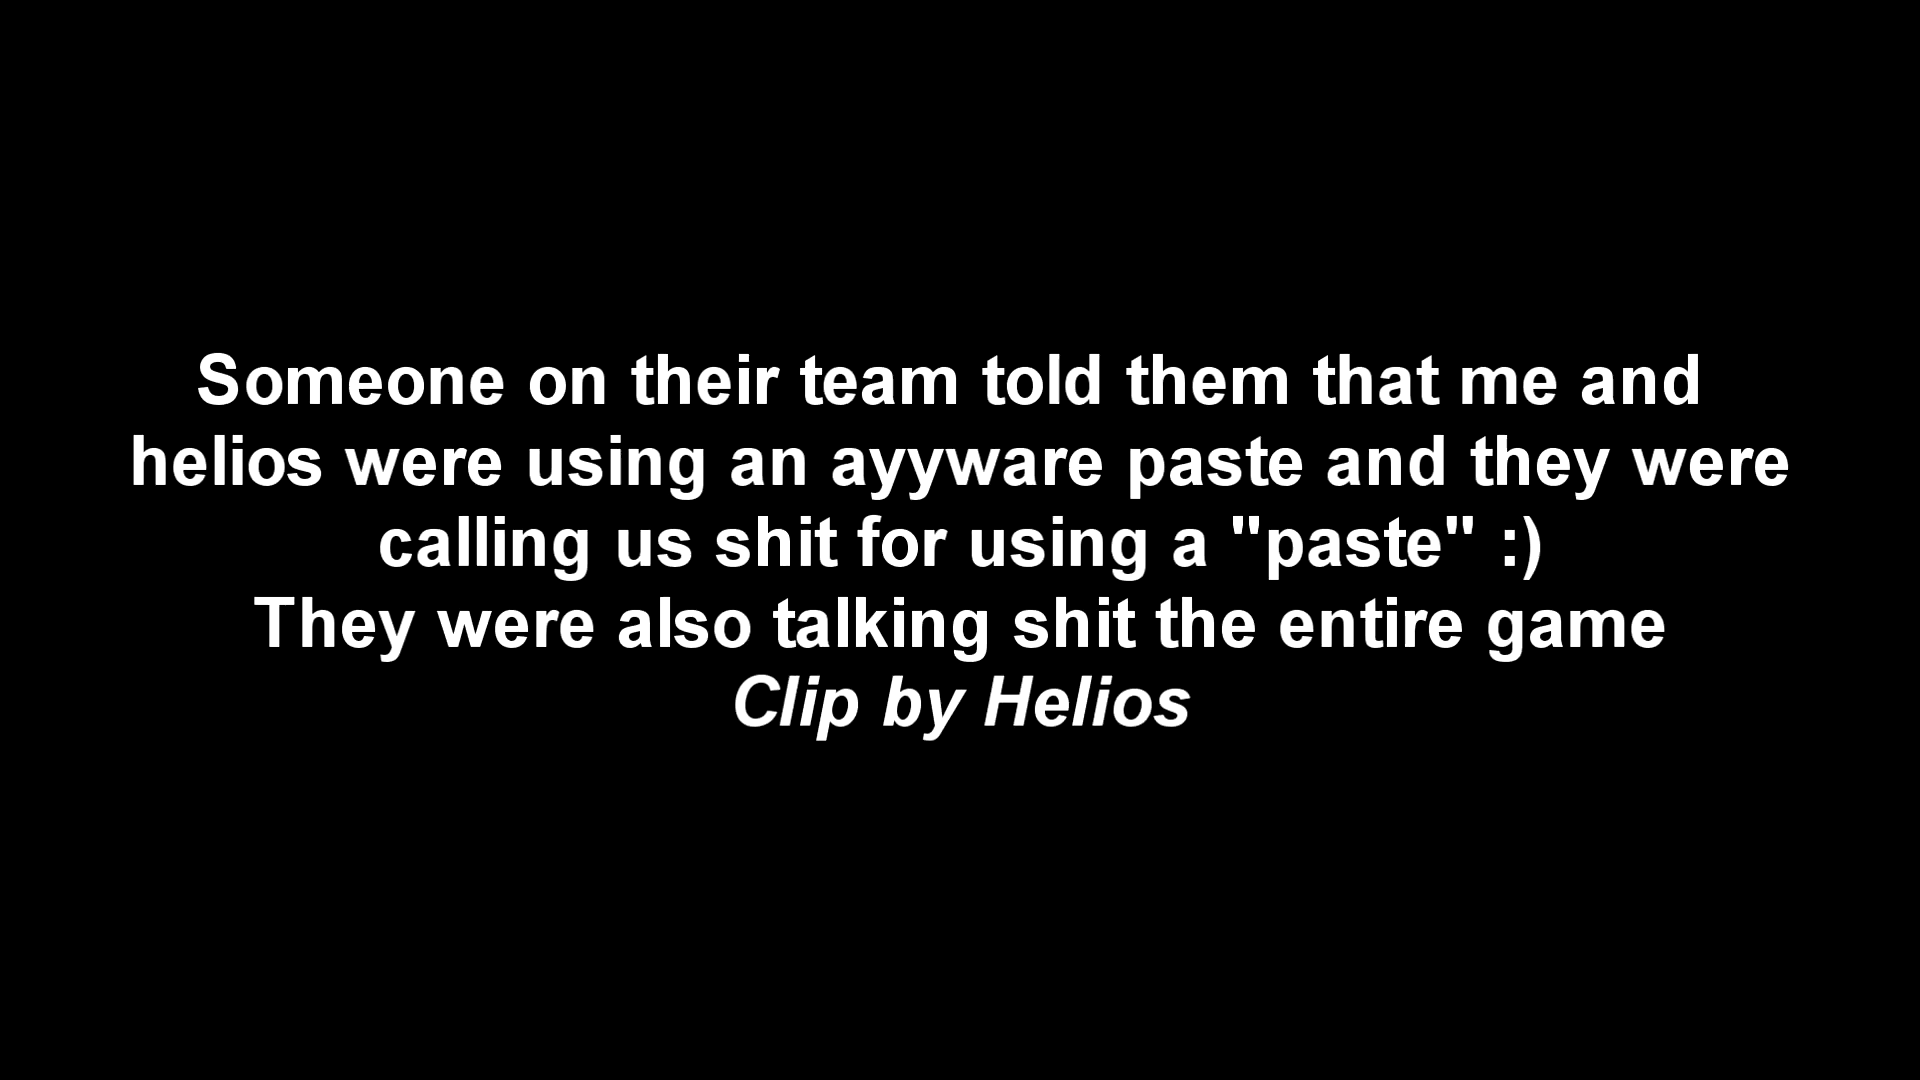 Someone on their team told them that me and
helios were using an ayyware paste and they were
calling us shit for using a "paste" :)
They were also talking shit the entire game
Clip by Helios